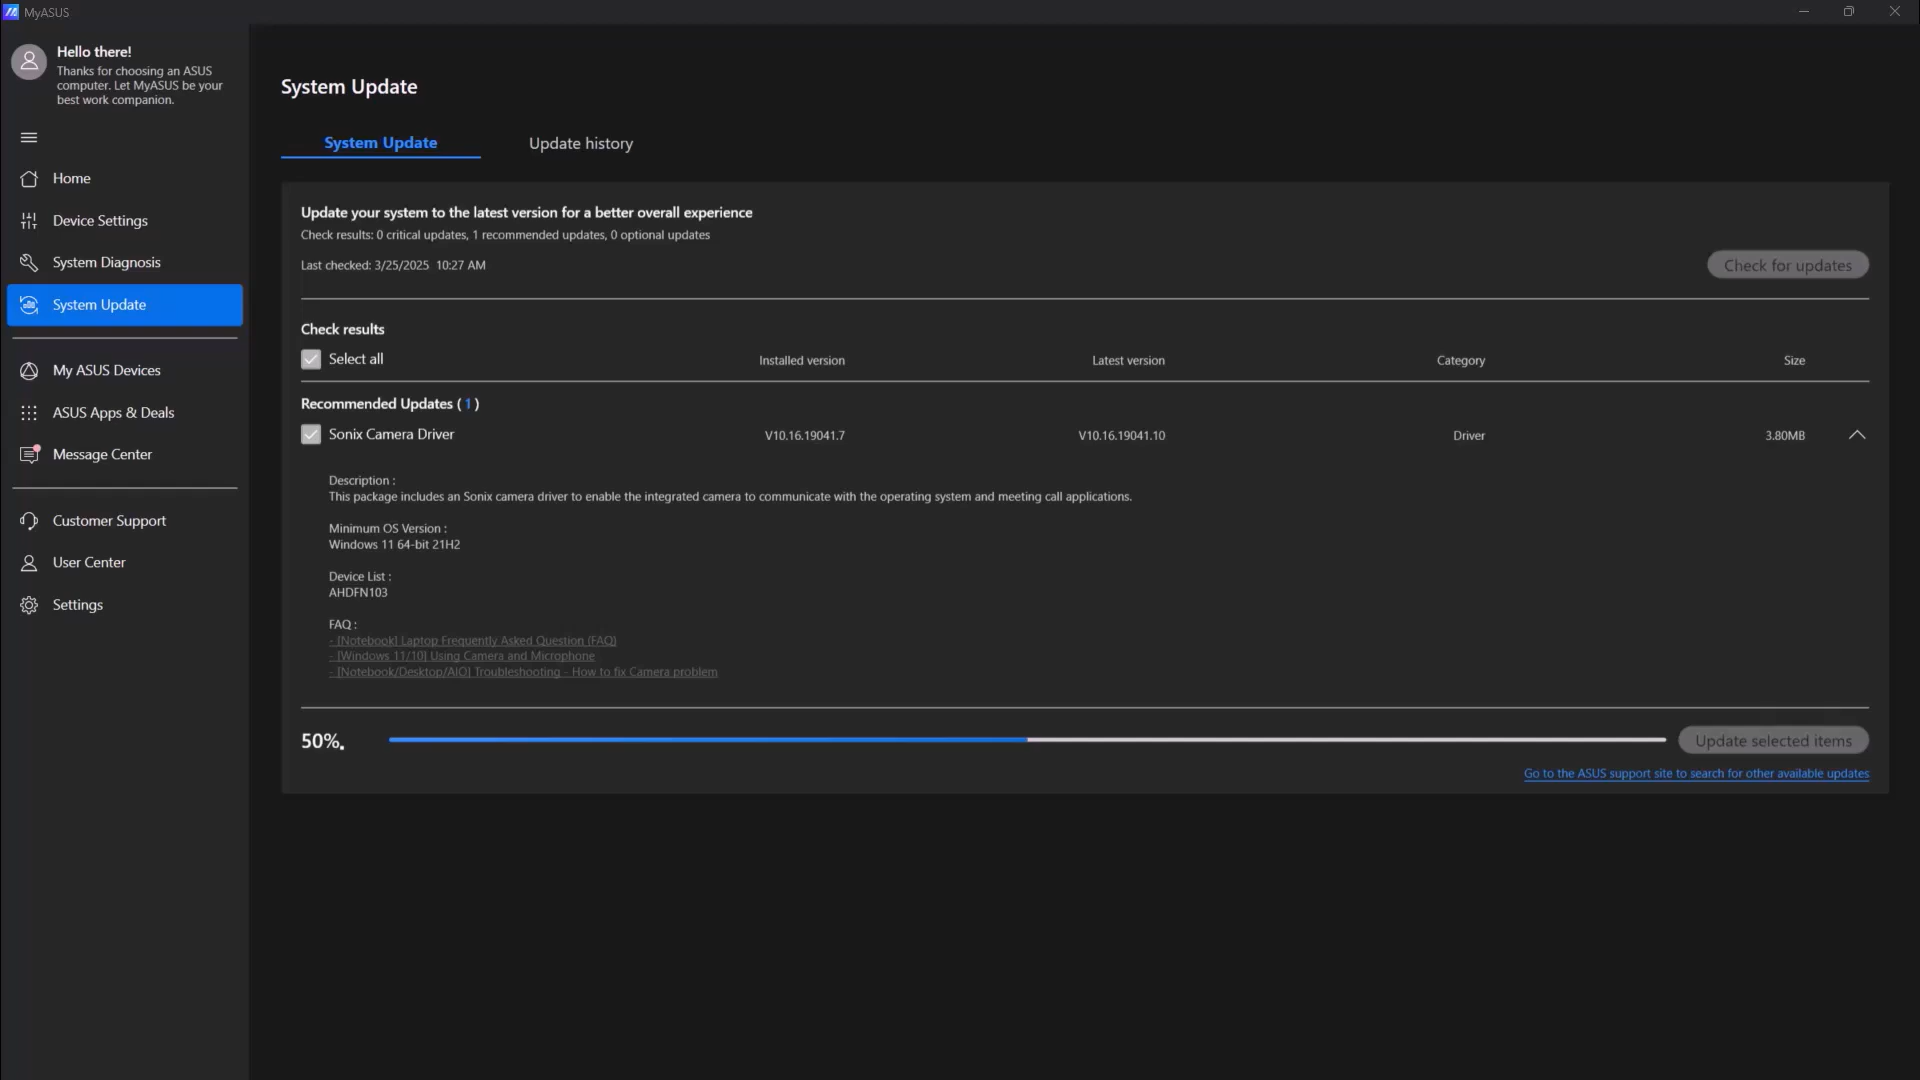 MyASUS
Hello there!
Thanks for choosing an ASUS
computer. Let MyASUS be your
best work companion.
Home
Device Settings
System Diagnosis
System Update
My ASUS Devices
ASUS Apps & Deals
Message Center
Customer Support
User Center
Settings
System Update
System Update Update history
Update your system to the latest version for a better overall experience
Check results: 0 critical updates, 1 recommended updates, 0 optional updates
Last checked: 3/25/2025 10:27 AM
Check for updates
Check results
Select all Installed version Latest version Category Size
Recommended Updates ( 1 )
Sonix Camera Driver V10.16.19041.7 V10.16.19041.10 Driver 3.80MB
Description :
This package includes an Sonix camera driver to enable the integrated camera to communicate with the operating system and meeting call applications.
Minimum OS Version :
Windows 11 64-bit 21H2
Device List :
AHDFN103
FAQ :
- [Notebook] Laptop Frequently Asked Question (FAQ)
- [Windows 11/10] Using Camera and Microphone
- [Notebook/Desktop/AIO] Troubleshooting - How to fix Camera problem
50%. Update selected items
Go to the ASUS support site to search for other available updates